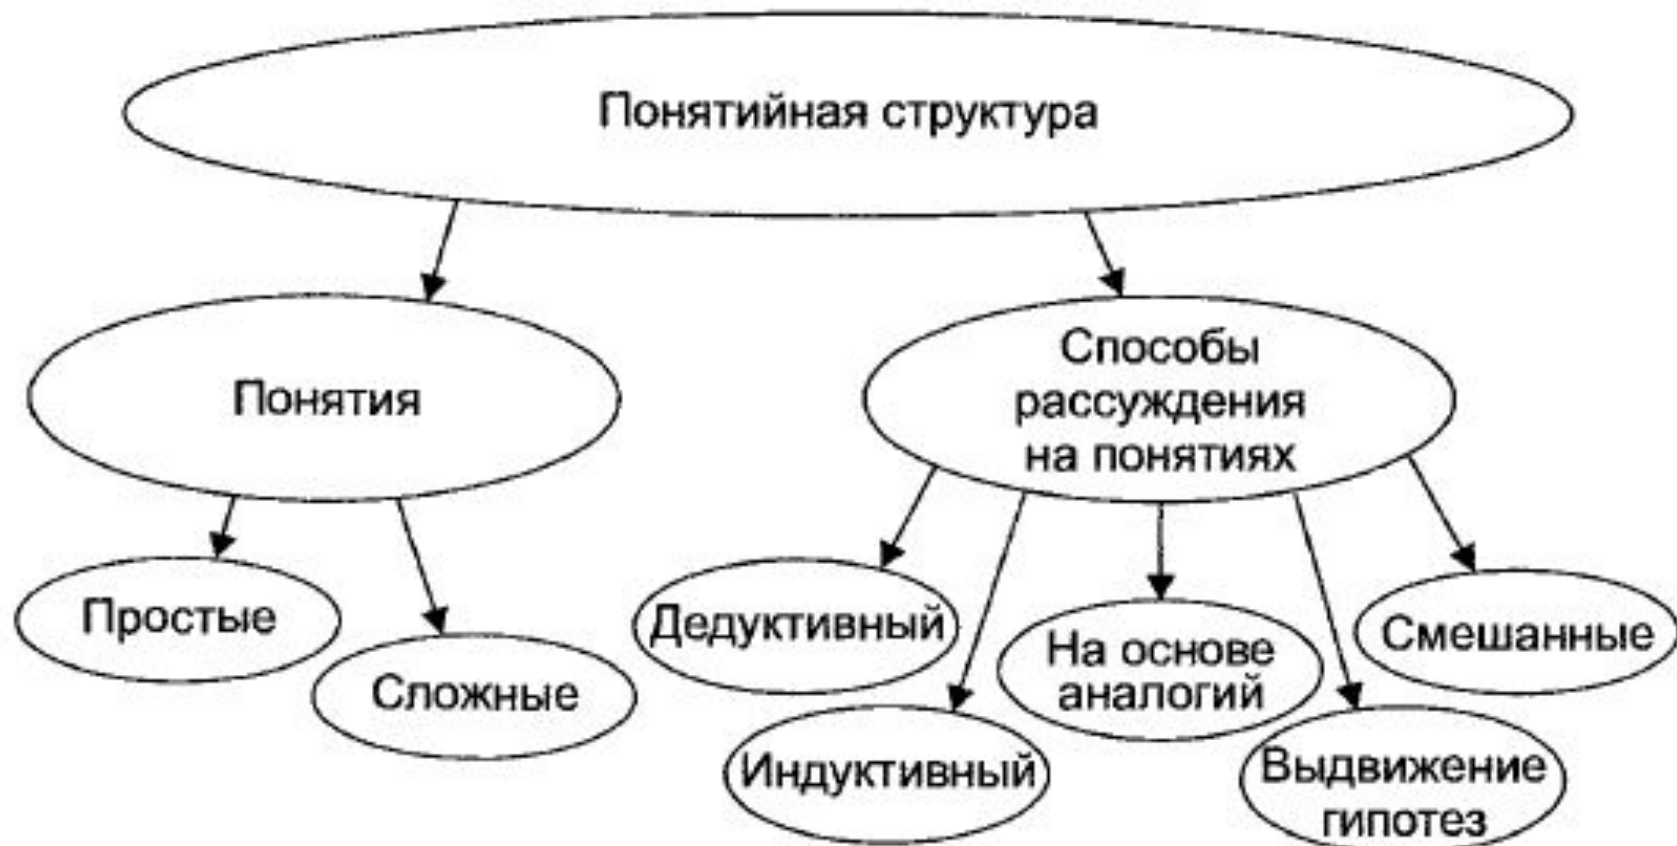 Понятийная структура
Понятия
Способы
рассуждения
на понятиях
Простые
Сложные
Дедуктивный
Индуктивный
На основе
аналогий
Выдвижение
гипотез
Смешанные